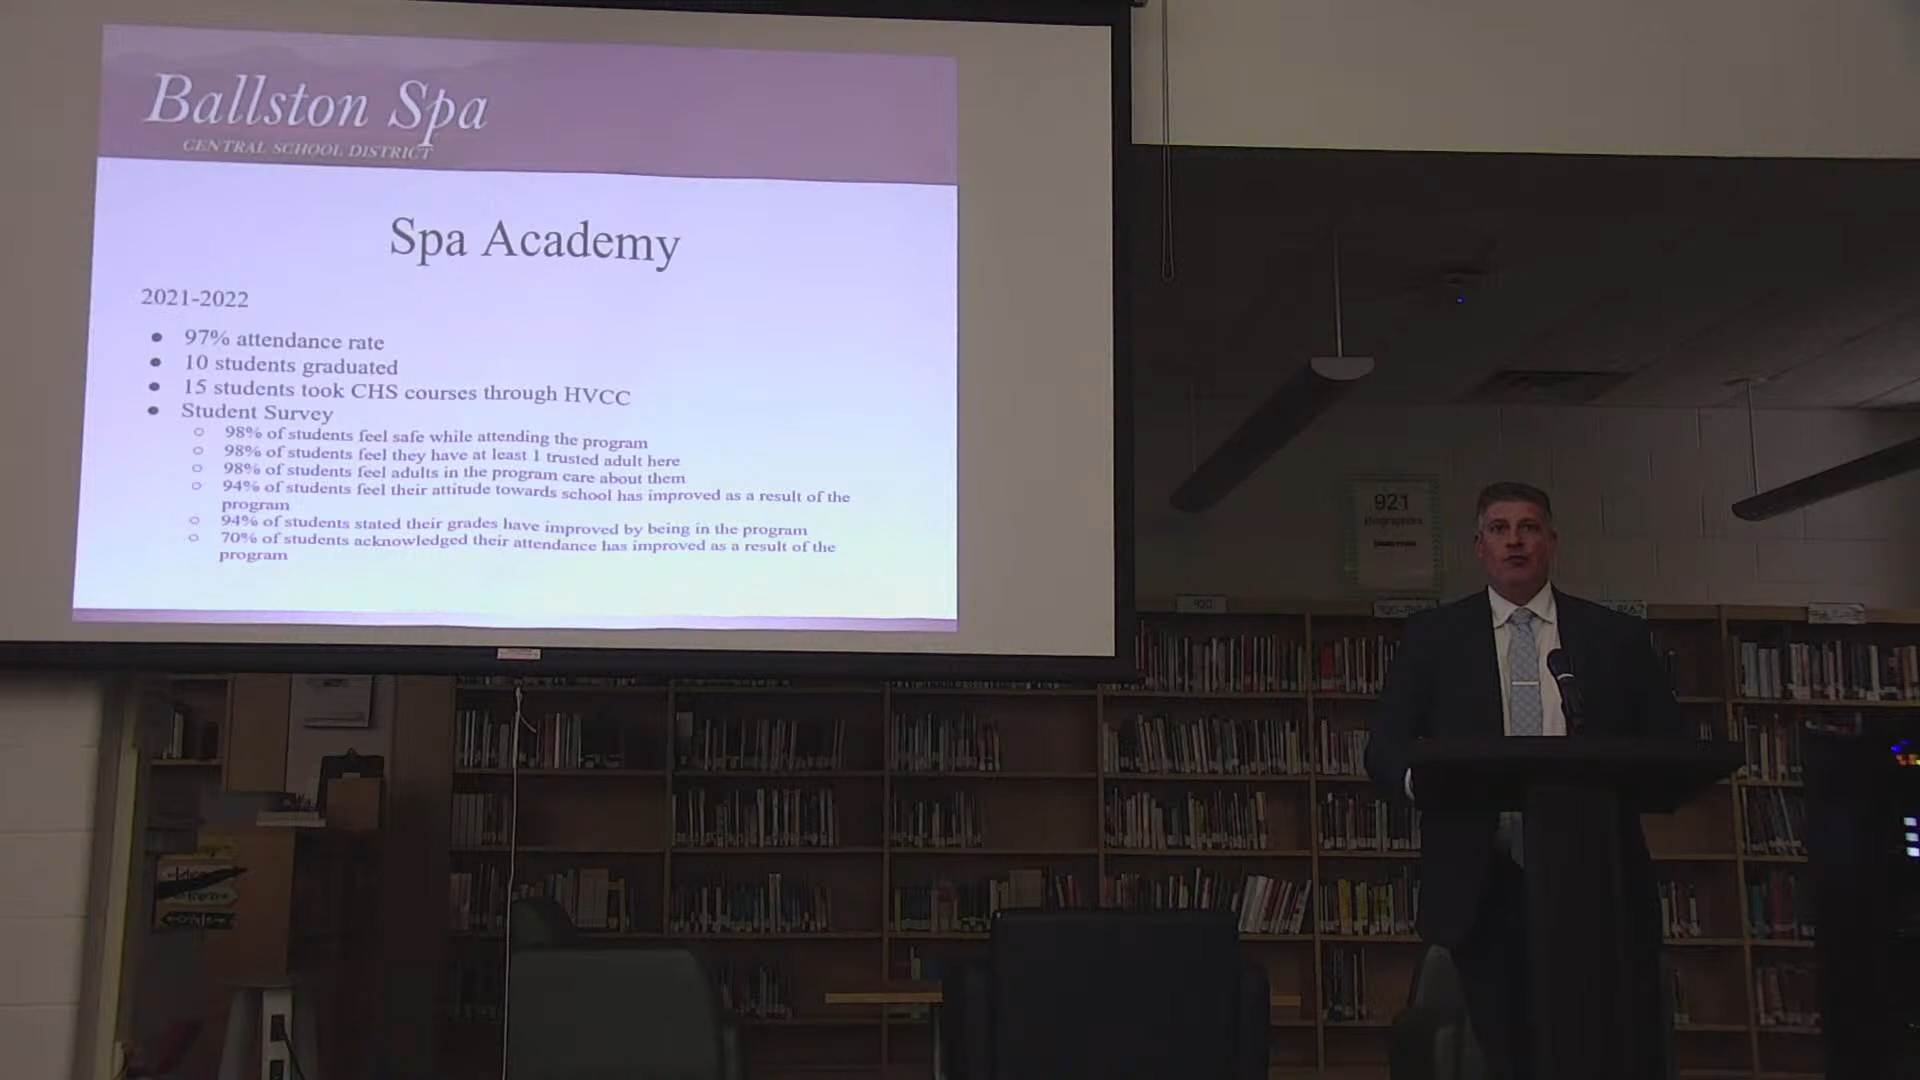 Ballston Spa
CENTRAL SCHOOL DISTRICT
Spa Academy
2021-2022
● 97% attendance rate
● 10 students graduated
● 15 students took CHS courses through HVCC
● Student Survey
○ 98% of students feel safe while attending the program
○ 98% of students feel they have at least 1 trusted adult here
○ 98% of students feel adults in the program care about them
○ 94% of students feel their attitude towards school has improved as a result of the
program
○ 94% of students stated their grades have improved by being in the program
○ 70% of students acknowledged their attendance has improved as a result of the
program
921
Biographies
920